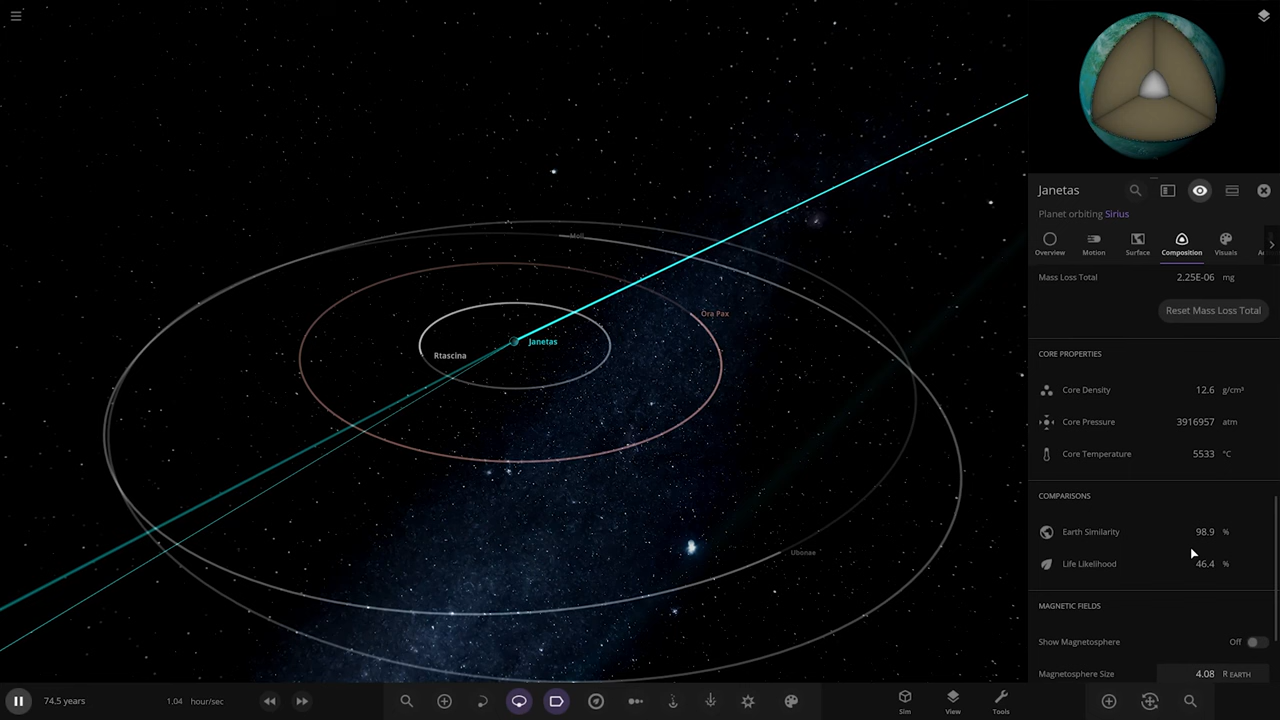 Moll
Ora Pax
Janetas
Rtascina
Ubonae
Janetas
Planet orbiting Sirius
Overview Motion Surface Composition Visuals
Mass Loss Total 2.25E-06 mg
Reset Mass Loss Total
CORE PROPERTIES
Core Density 12.6 g/cm³
Core Pressure 3916957 atm
Core Temperature 5533 °C
COMPARISONS
Earth Similarity 98.9 %
Life Likelihood 46.4 %
MAGNETIC FIELDS
Show Magnetosphere Off
Magnetosphere Size 4.08 R EARTH
74.5 years 1.04 hour/sec Sim View Tools